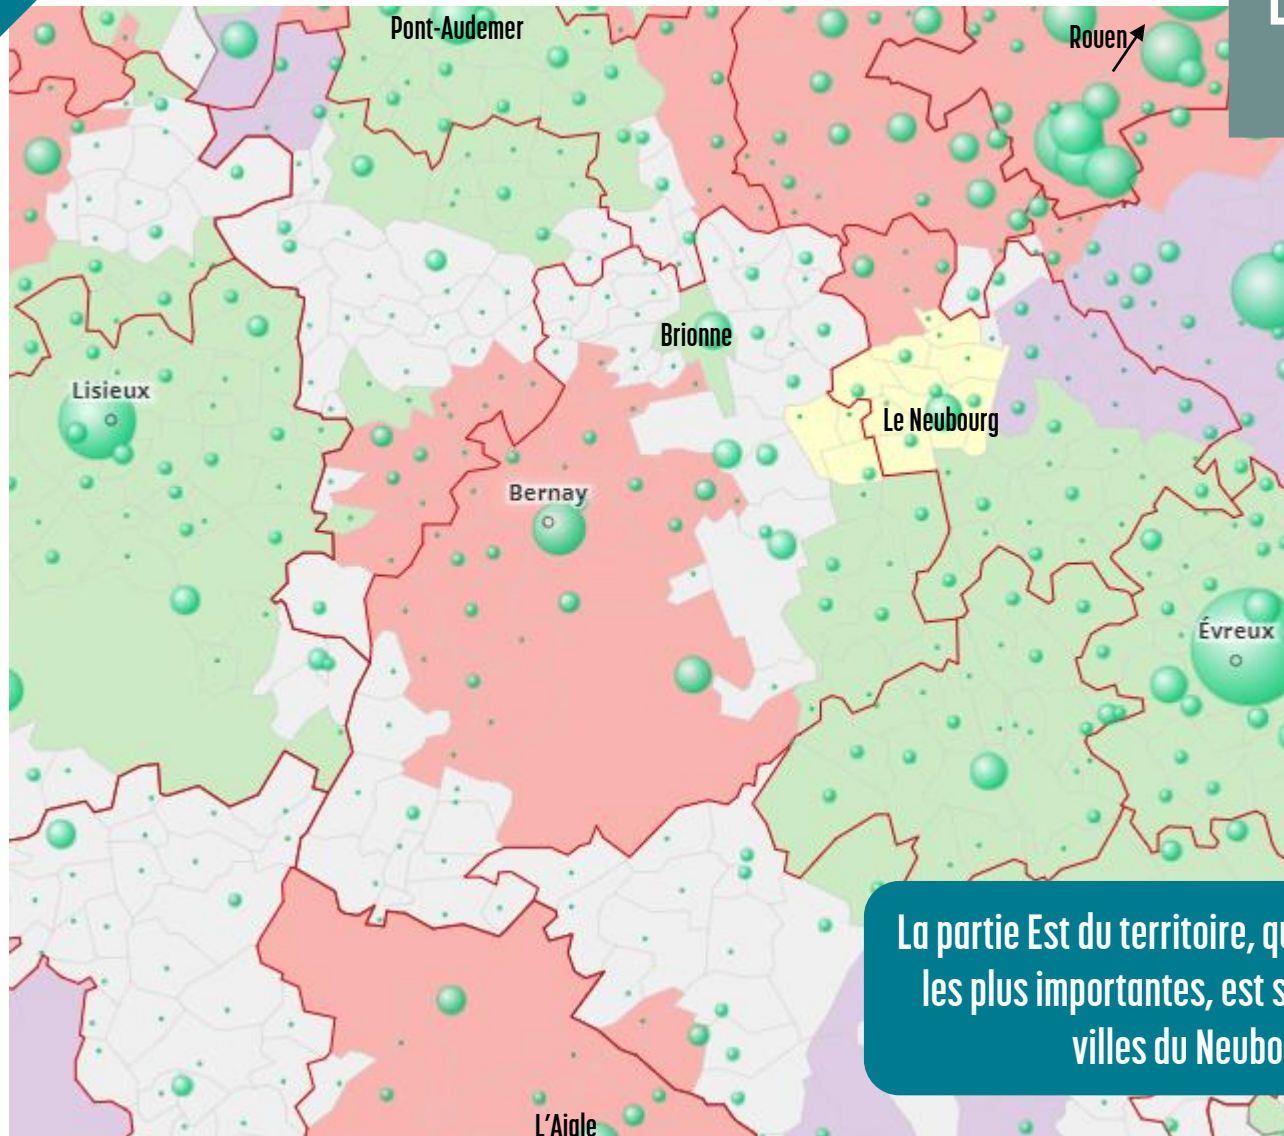 Pont-Audemer
Rouen
Brionne
Lisieux
Le Neubourg
Bernay
Évreux
La partie Est du territoire, qu
les plus importantes, est s
villes du Neubo
L'Aigle